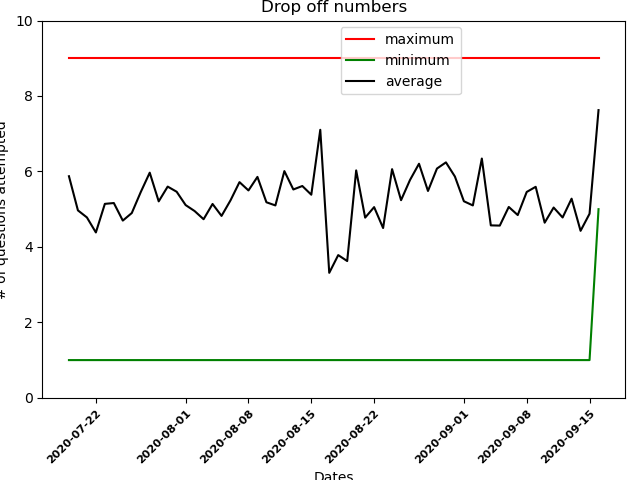 Drop off numbers
# of questions attempted
10
8
6
4
2
0
maximum
minimum
average
2020-07-22
2020-08-01
2020-08-08
2020-08-15
2020-08-22
2020-09-01
2020-09-08
2020-09-15
Dates